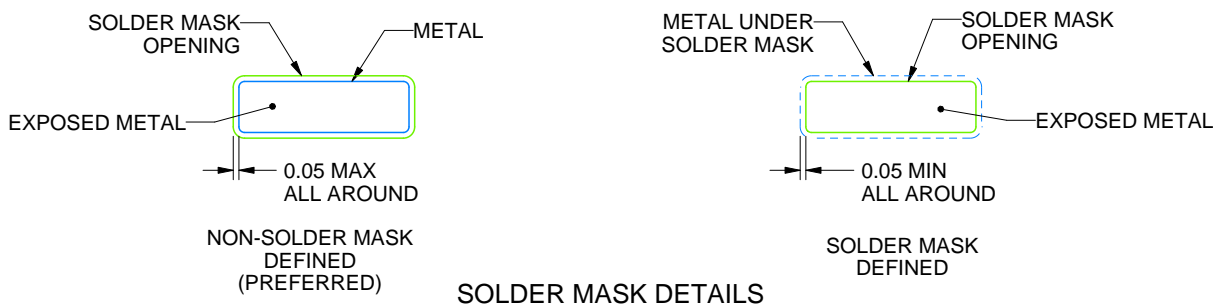 SOLDER MASK
OPENING
METAL
EXPOSED METAL
0.05 MAX
ALL AROUND
NON-SOLDER MASK
DEFINED
(PREFERRED)
METAL UNDER
SOLDER MASK
SOLDER MASK
OPENING
EXPOSED METAL
0.05 MIN
ALL AROUND
SOLDER MASK
DEFINED
SOLDER MASK DETAILS